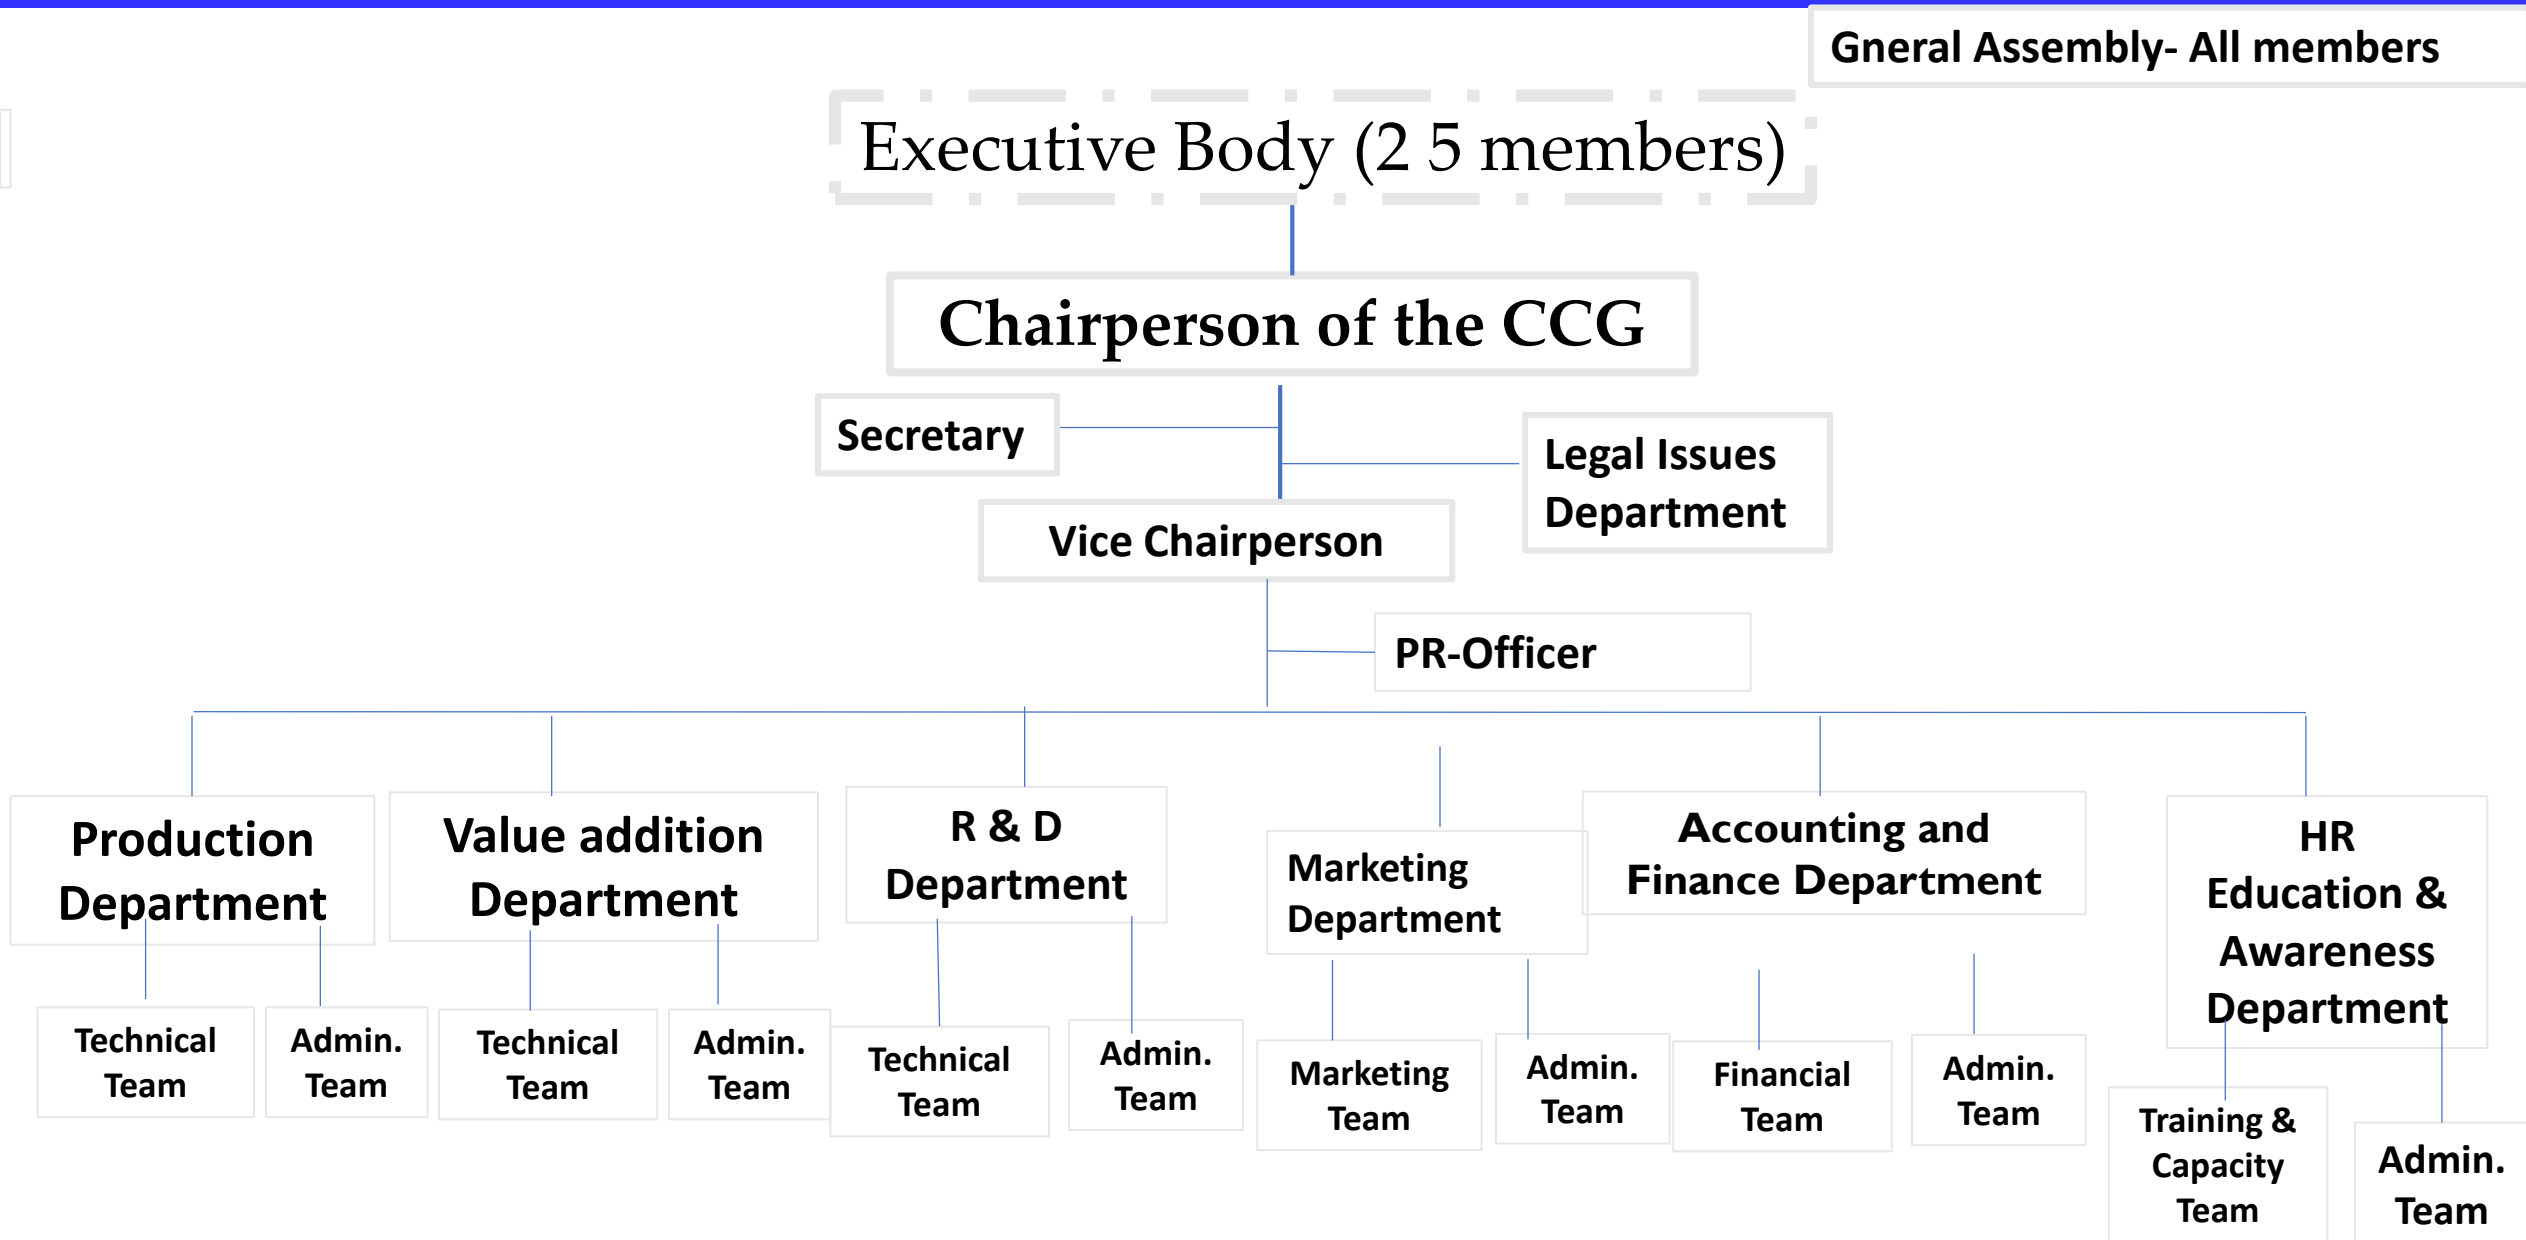 Gneral Assembly- All members
Executive Body (2 5 members)
Chairperson of the CCG
Secretary
Legal Issues
Department
Vice Chairperson
PR-Officer
Production
Department
Value addition
Department
R & D
Department
Marketing
Department
Accounting and
Finance Department
HR
Education &
Awareness
Department
Technical
Team
Admin.
Team
Technical
Team
Admin.
Team
Technical
Team
Admin.
Team
Marketing
Team
Admin.
Team
Financial
Team
Admin.
Team
Training &
Capacity
Team
Admin.
Team